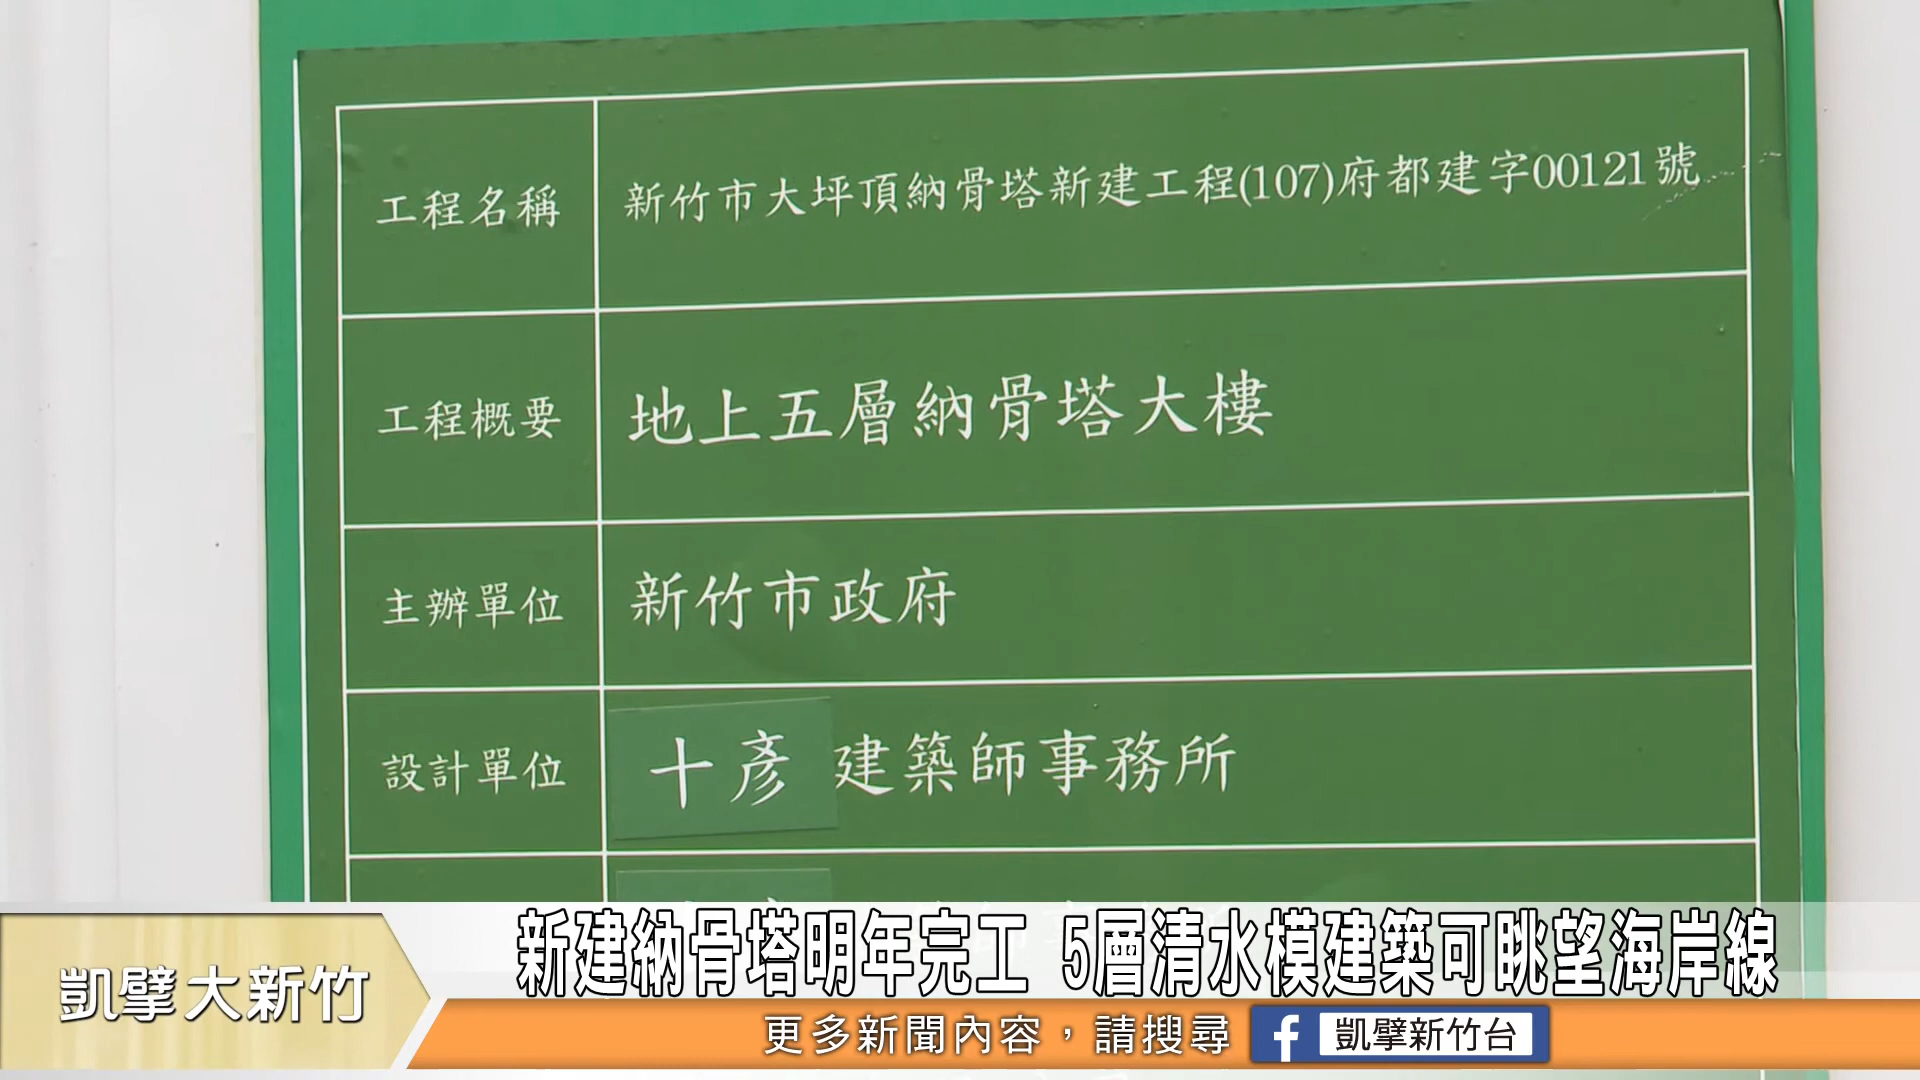 工程名稱 新竹市大坪頂納骨塔新建工程(107)府都建字00121號
工程概要 地上五層納骨塔大樓
主辦單位 新竹市政府
設計單位 十彥建築師事務所
新建納骨塔明年完工 5層清水模建築可眺望海岸線
凱擘大新竹
更多新聞內容，請搜尋 f 凱擘新竹台